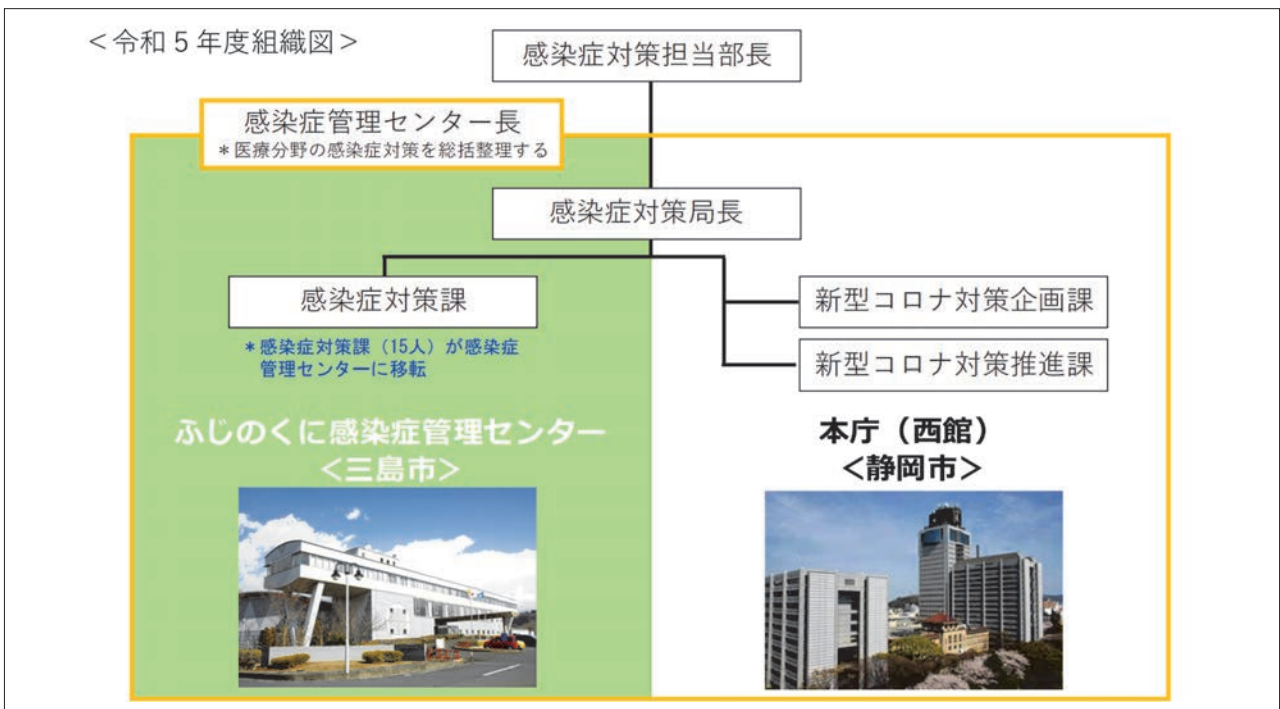 ＜令和５年度組織図＞
感染症対策担当部長
感染症管理センター長
＊医療分野の感染症対策を総括整理する
感染症対策局長
感染症対策課
＊感染症対策課（15人）が感染症
管理センターに移転
新型コロナ対策企画課
新型コロナ対策推進課
ふじのくに感染症管理センター
＜三島市＞
本庁（西館）
＜静岡市＞